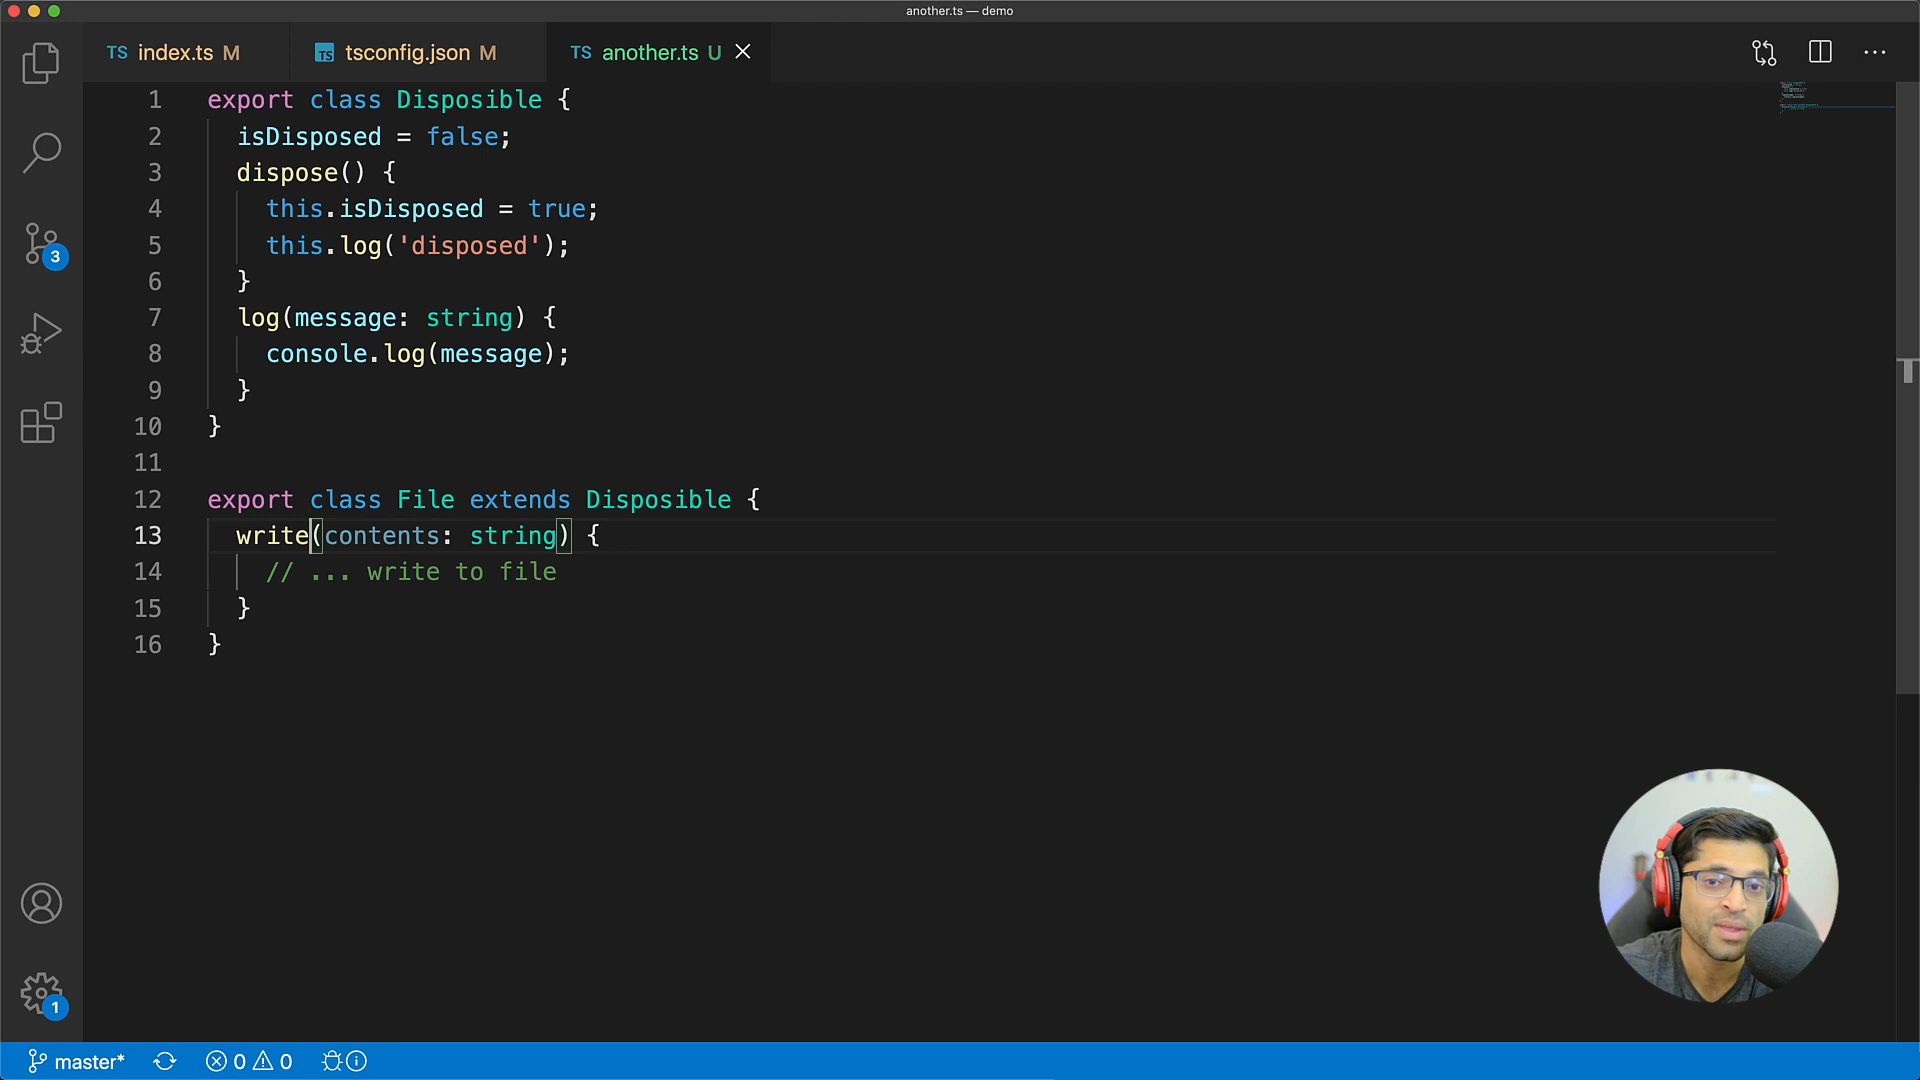 another.ts — demo
TS index.ts M
TS tsconfig.json M
TS another.ts U
1 export class Disposible {
2 isDisposed = false;
3 dispose() {
4 this.isDisposed = true;
5 this.log('disposed');
6 }
7 log(message: string) {
8 console.log(message);
9 }
10 }
11
12 export class File extends Disposible {
13 write(contents: string) {
14 // ... write to file
15 }
16 }
3
1
master* 0 0